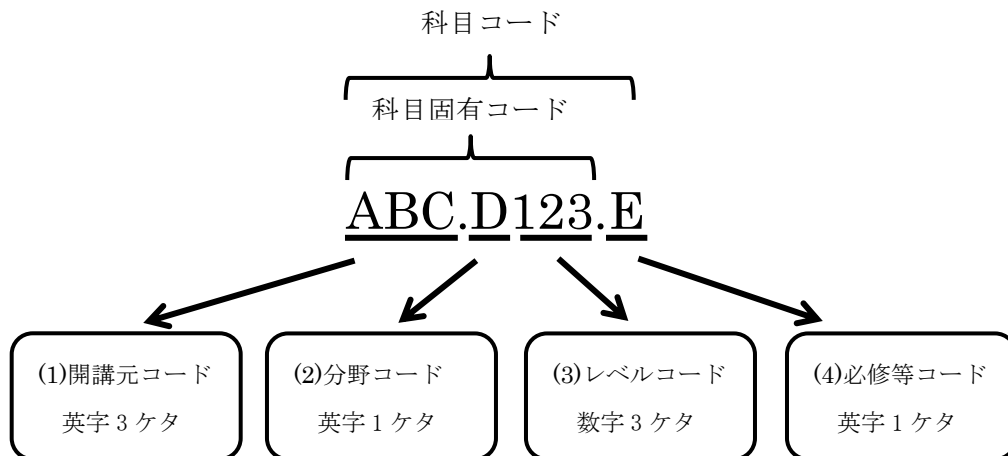 科目コード
科目固有コード
ABC.D123.E
(1)開講元コード
英字 3 ケタ
(2)分野コード
英字 1 ケタ
(3)レベルコード
数字 3 ケタ
(4)必修等コード
英字 1 ケタ